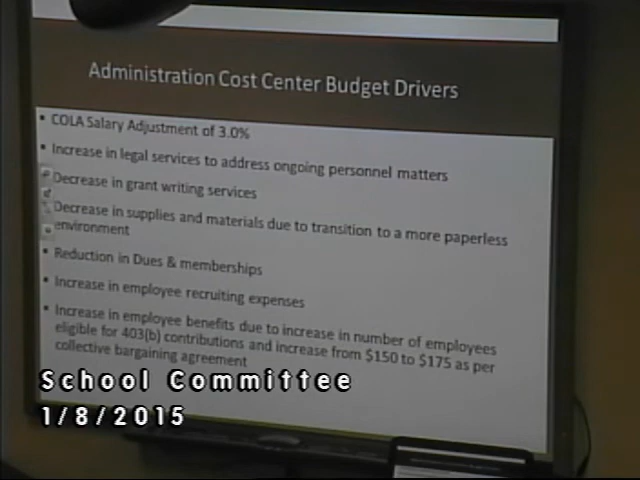 Administration Cost Center Budget Drivers
• COLA Salary Adjustment of 3.0%
• Increase in legal services to address ongoing personnel matters
Decrease in grant writing services
Decrease in supplies and materials due to transition to a more paperless
environment
• Reduction in Dues & memberships
• Increase in employee recruiting expenses
• Increase in employee benefits due to increase in number of employees
eligible for 403(b) contributions and increase from $150 to $175 as per
collective bargaining agreement
School Committee
1/8/2015